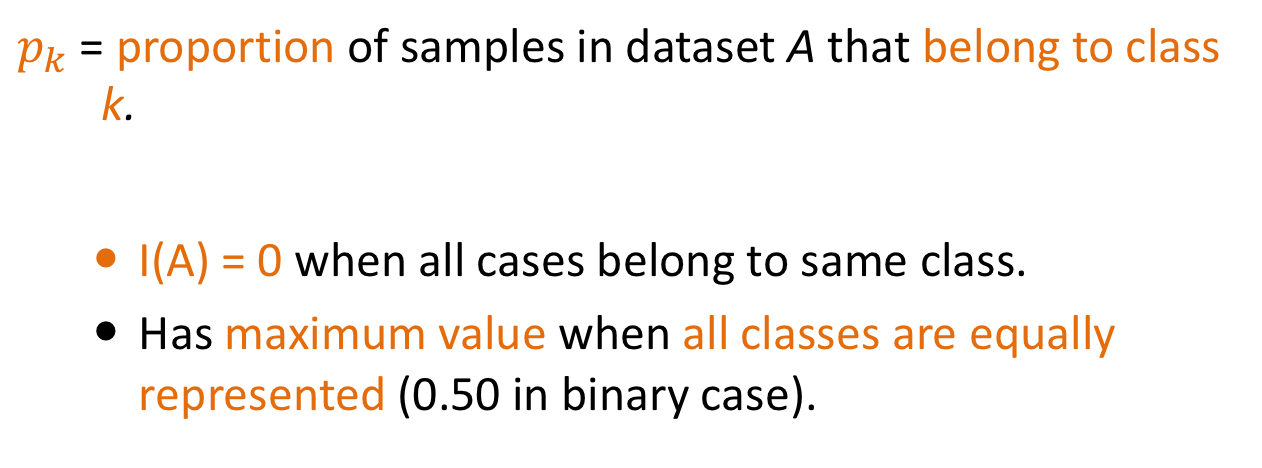 pₖ = proportion of samples in dataset A that belong to class
k.
• I(A) = 0 when all cases belong to same class.
• Has maximum value when all classes are equally
represented (0.50 in binary case).